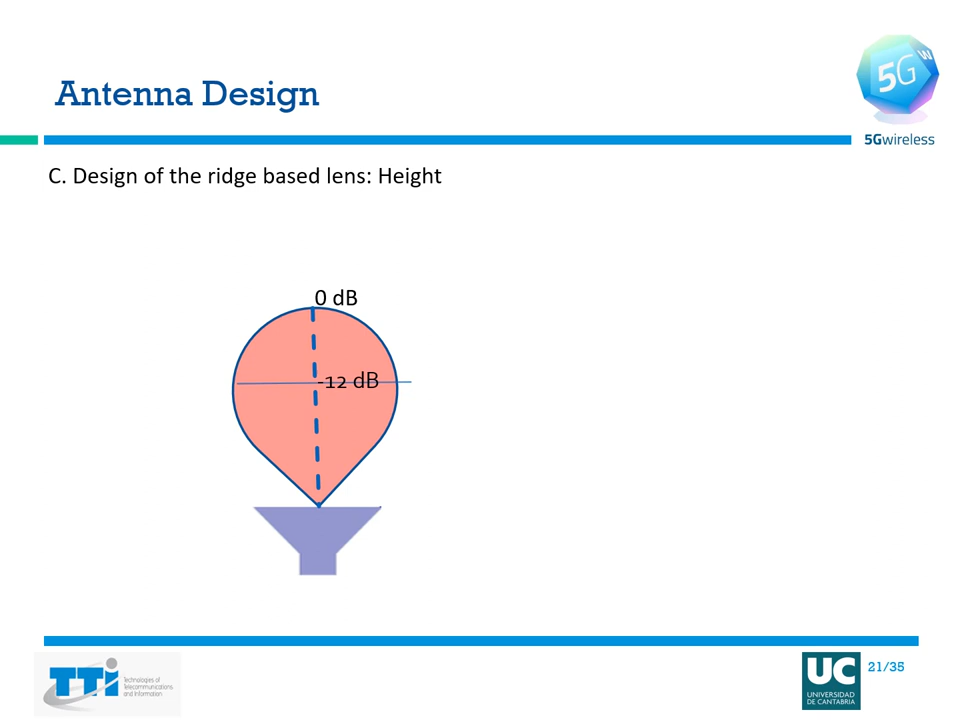 Antenna Design
5G W
5Gwireless
C. Design of the ridge based lens: Height
0 dB
-12 dB
TTi
Technologies of
Telecommunications
and Information
UC
UNIVERSIDAD
DE CANTABRIA
21/35